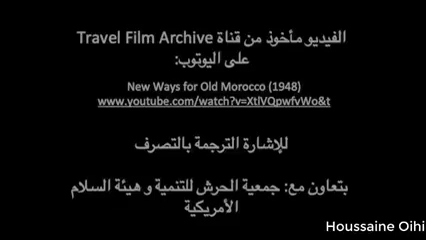 الفيديو مأخوذ من قناة Travel Film Archive
على اليوتوب:
New Ways for Old Morocco (1948)
www.youtube.com/watch?v=XtlVQpwfvWo&t
للإشارة الترجمة بالتصرف
بتعاون مع: جمعية الحرش للتنمية و هيئة السلام
الأمريكية
Houssaine Oihi